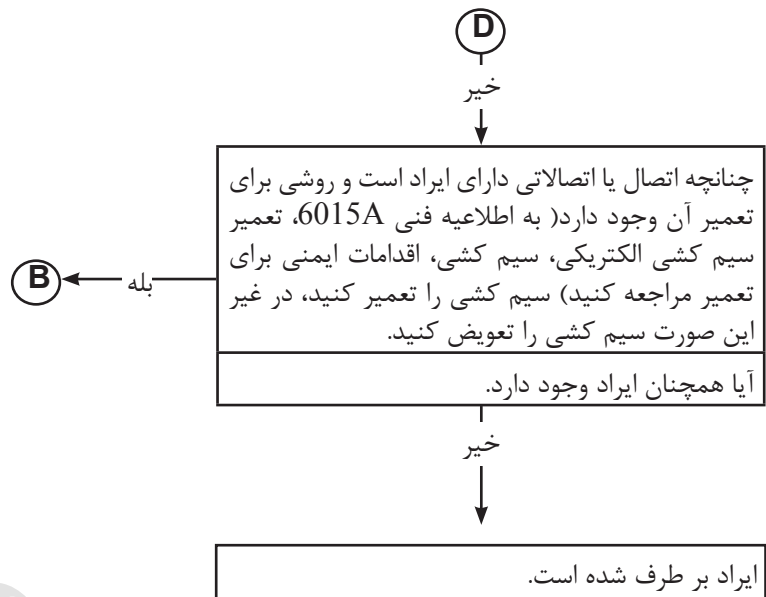 D
خیر
چنانچه اتصال یا اتصالاتی دارای ایراد است و روشی برای
تعمیر آن وجود دارد( به اطلاعیه فنی 6015A، تعمیر
سیم کشی الکتریکی، سیم کشی، اقدامات ایمنی برای
تعمیر مراجعه کنید) سیم کشی را تعمیر کنید، در غیر
این صورت سیم کشی را تعویض کنید.
بله
B
آیا همچنان ایراد وجود دارد.
خیر
ایراد بر طرف شده است.